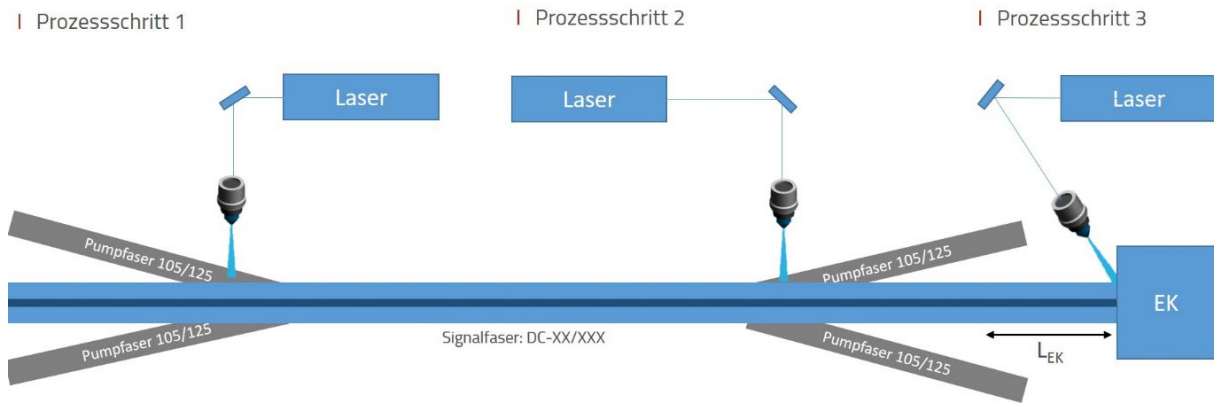 I Prozessschritt 1
I Prozessschritt 2
I Prozessschritt 3
Laser
Laser
Laser
Pumpfaser 105/125
Pumpfaser 105/125
Pumpfaser 105/125
Pumpfaser 105/125
Signalfaser: DC-XX/XXX
EK
L_EK